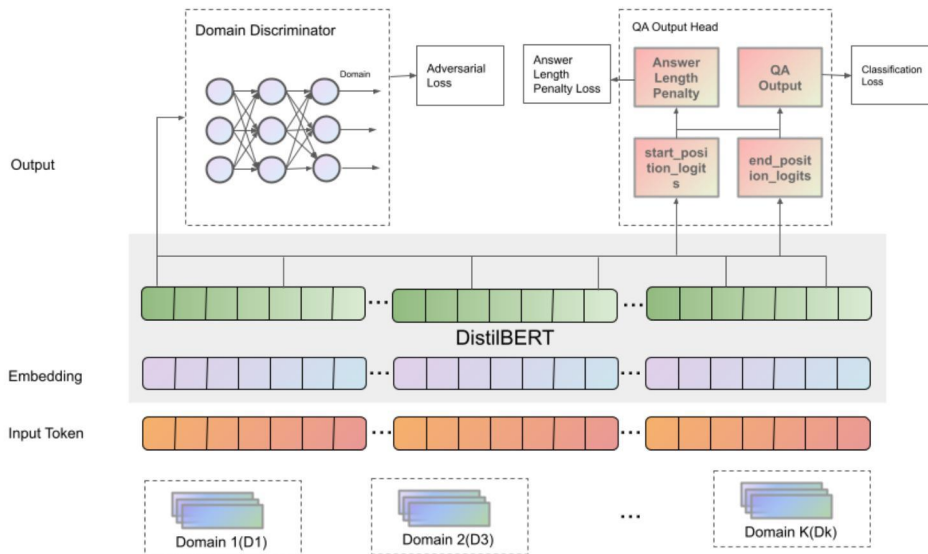 Domain Discriminator
QA Output Head
Domain
Adversarial
Loss
Answer
Length
Penalty Loss
Answer
Length
Penalty
QA
Output
Classification
Loss
Output
start_posi
tion_logit
s
end_posit
ion_logits
...
...
DistilBERT
Embedding
...
...
Input Token
...
...
Domain 1(D1)
Domain 2(D3)
...
Domain K(Dk)